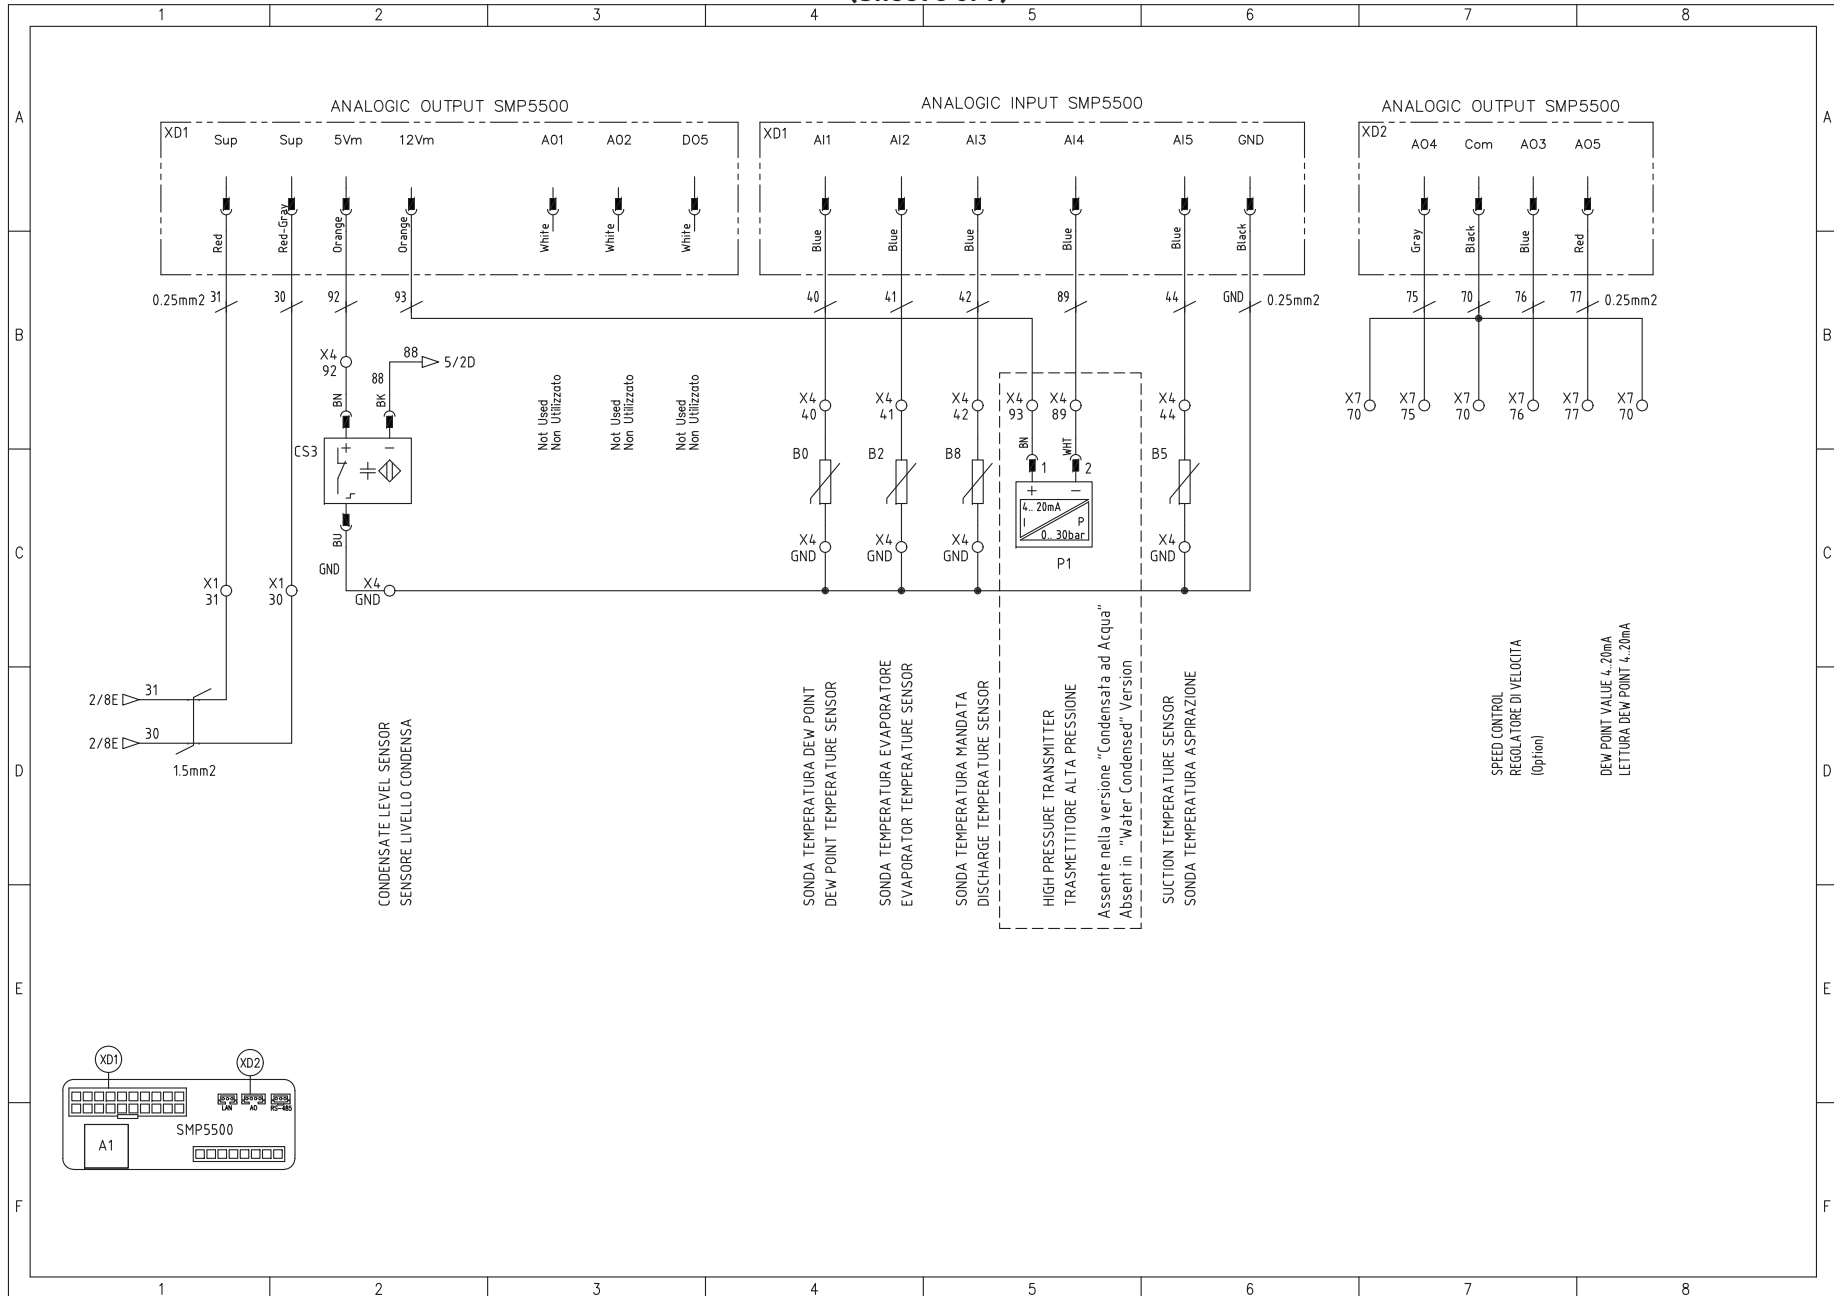 1 2 3 4 5 6 7 8
A A
B B
C C
D D
E E
F F
ANALOGIC OUTPUT SMP5500
XD1 Sup Sup 5Vm 12Vm AO1 AO2 DO5
Red Red-Gray Orange Orange White White White
0.25mm2 31 30 92 93
ANALOGIC INPUT SMP5500
XD1 AI1 AI2 AI3 AI4 AI5 GND
Blue Blue Blue Blue Blue Black
40 41 42 89 44 GND 0.25mm2
ANALOGIC OUTPUT SMP5500
XD2 AO4 Com AO3 AO5
Gray Black Blue Red
75 70 76 77 0.25mm2
X4
92
88
88
5/2D
BN
BK
CS3
+ −
BU
GND
X4
GND
Not Used
Non Utilizzato
Not Used
Non Utilizzato
Not Used
Non Utilizzato
X4
40
X4
41
X4
42
X4
93
X4
89
X4
44
X7
70
X7
75
X7
70
X7
76
X7
77
X7
70
B0
B2
B8
BN
WHT
1 2
+ −
4.. 20mA
I
P
0.. 30bar
P1
B5
X4
GND
X4
GND
X4
GND
X4
GND
X1
31
X1
30
2/8E 31
2/8E 30
1.5mm2
CONDENSATE LEVEL SENSOR
SENSORE LIVELLO CONDENSA
SONDA TEMPERATURA DEW POINT
DEW POINT TEMPERATURE SENSOR
SONDA TEMPERATURA EVAPORATORE
EVAPORATOR TEMPERATURE SENSOR
SONDA TEMPERATURA MANDATA
DISCHARGE TEMPERATURE SENSOR
HIGH PRESSURE TRANSMITTER
TRASMETTITORE ALTA PRESSIONE
Assente nella versione "Condensata ad Acqua"
Absent in "Water Condensed" Version
SUCTION TEMPERATURE SENSOR
SONDA TEMPERATURA ASPIRAZIONE
SPEED CONTROL
REGOLATORE DI VELOCITA
(Option)
DEW POINT VALUE 4..20mA
LETTURA DEW POINT 4..20mA
XD1
XD2
LAN AO RS-485
SMP5500
A1
1 2 3 4 5 6 7 8